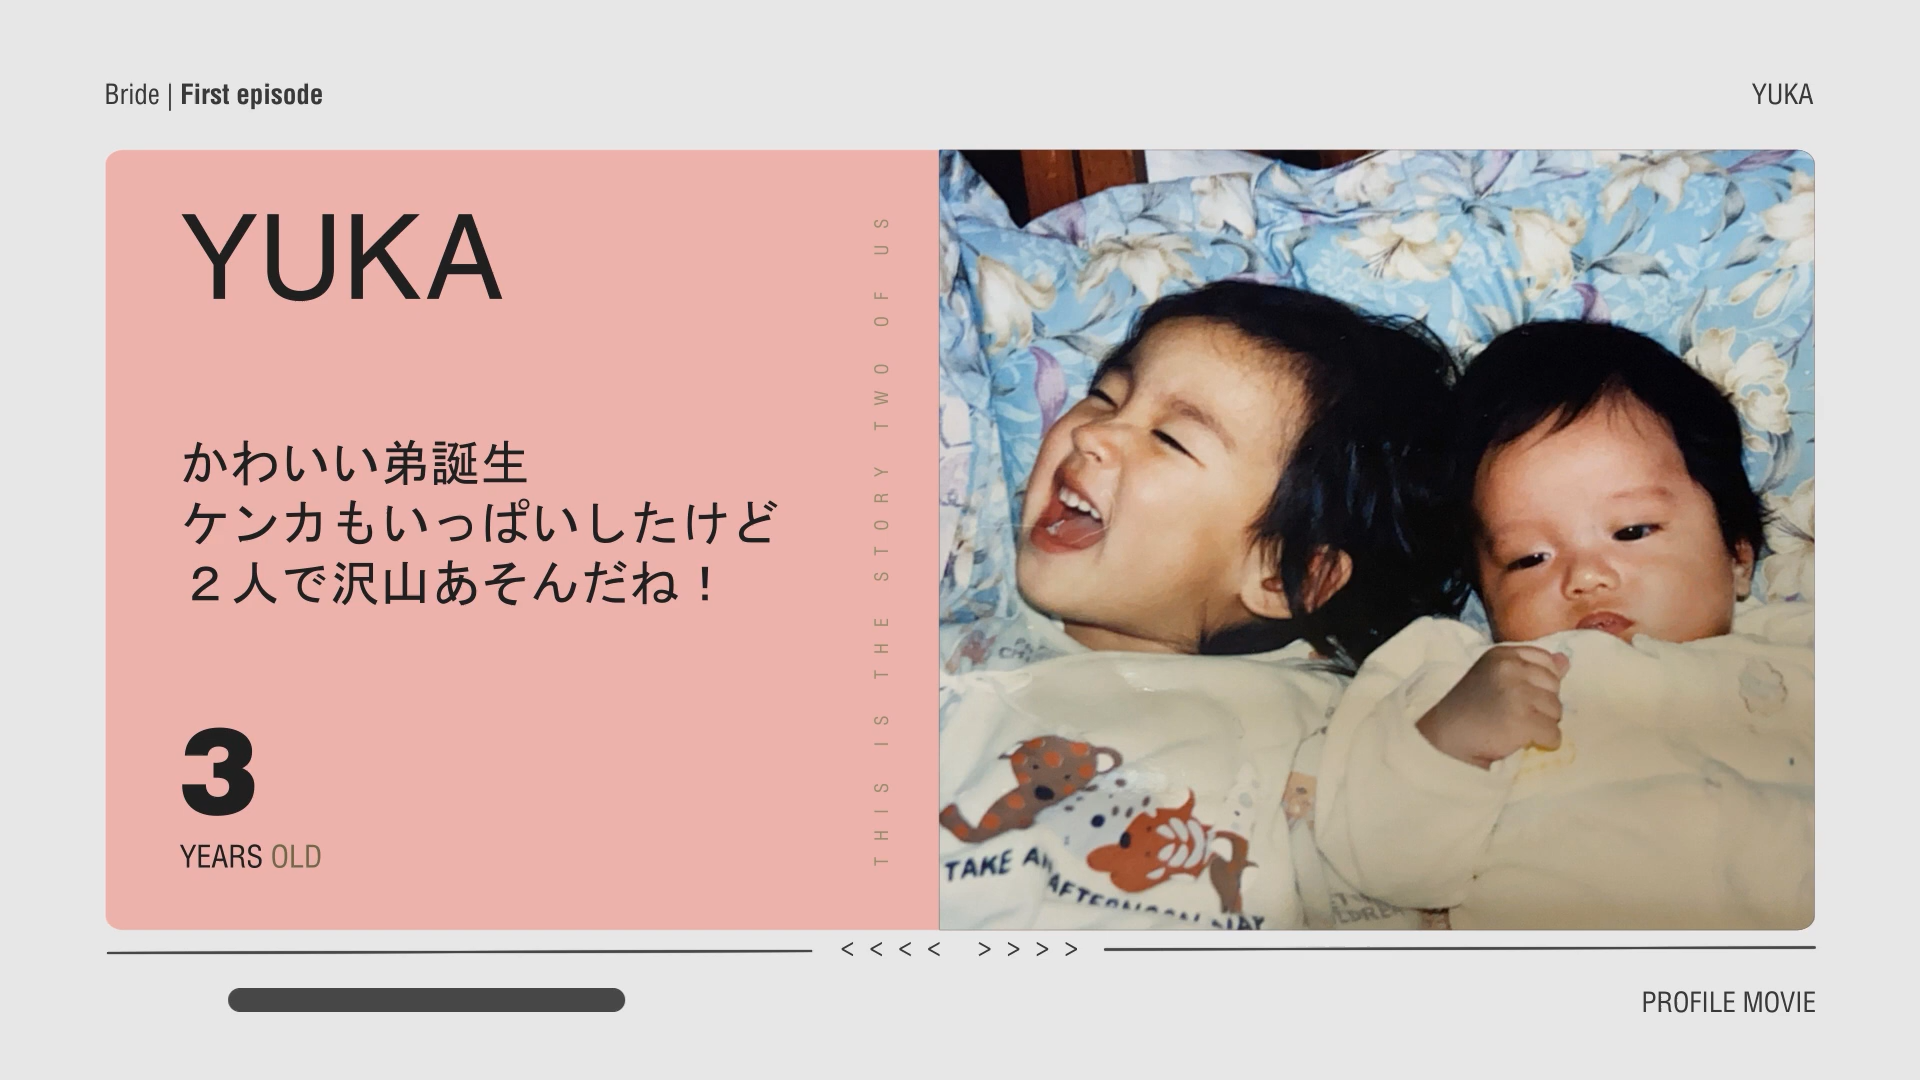 Bride | First episode
YUKA
YUKA
かわいい弟誕生
ケンカもいっぱいしたけど
２人で沢山あそんだね！
3
YEARS OLD
THIS IS THE STORY TWO OF US
TAKE AN
AFTERNOON NAP
<<<< >>>>
PROFILE MOVIE